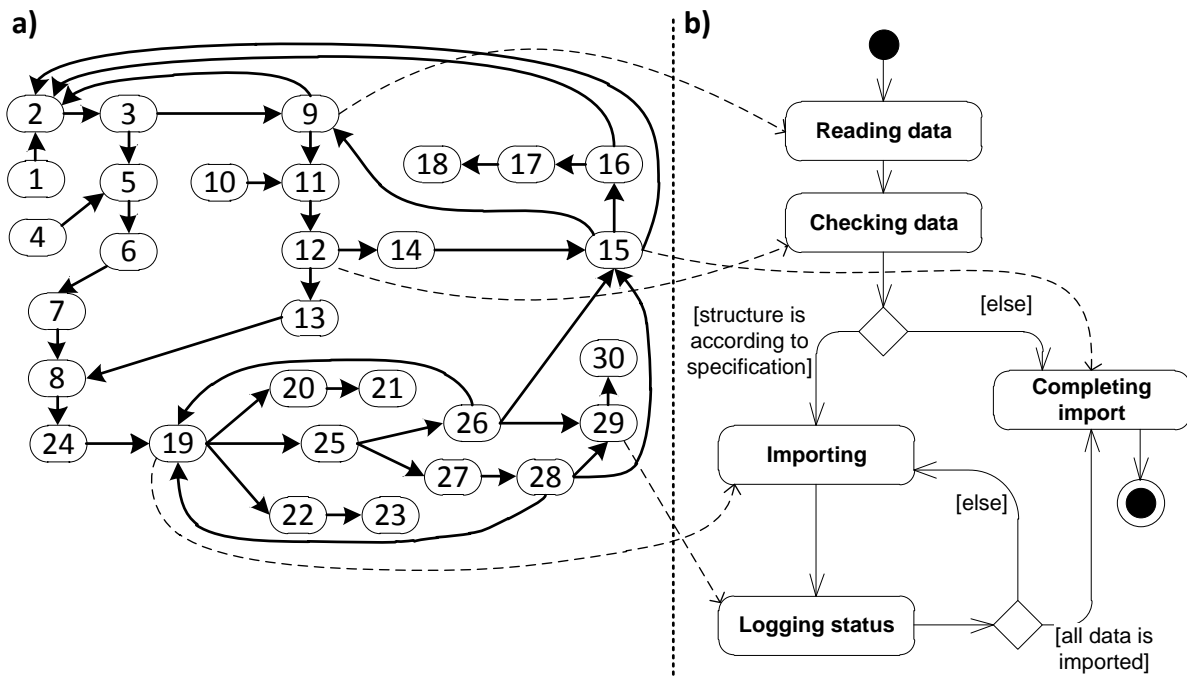 a)
2
3
9
1
5
10
11
18
17
16
4
6
12
14
15
7
13
8
20
21
26
30
24
19
25
29
27
28
22
23
b)
Reading data
Checking data
[structure is
according to
specification]
[else]
Completing
import
Importing
[else]
Logging status
[all data is
imported]